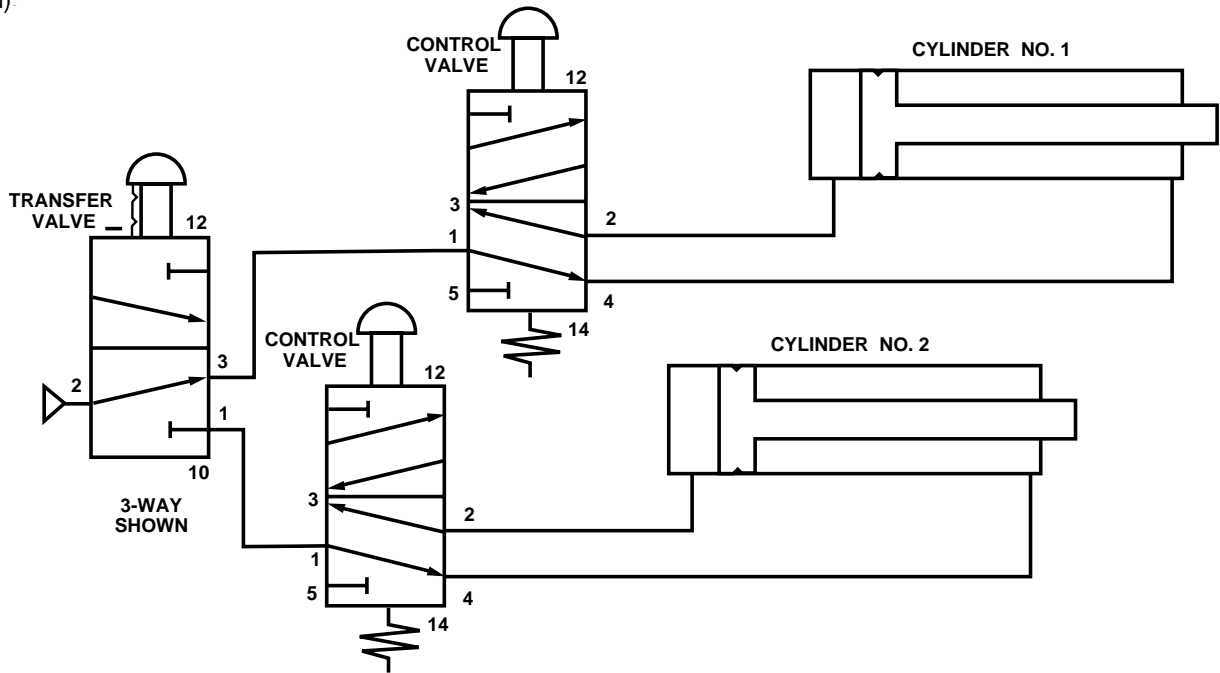 CONTROL
VALVE
12
CYLINDER NO. 1
3
2
1
5
4
14
TRANSFER
VALVE
12
3
2
1
10
3-WAY
SHOWN
CONTROL
VALVE
12
CYLINDER NO. 2
3
2
1
5
4
14